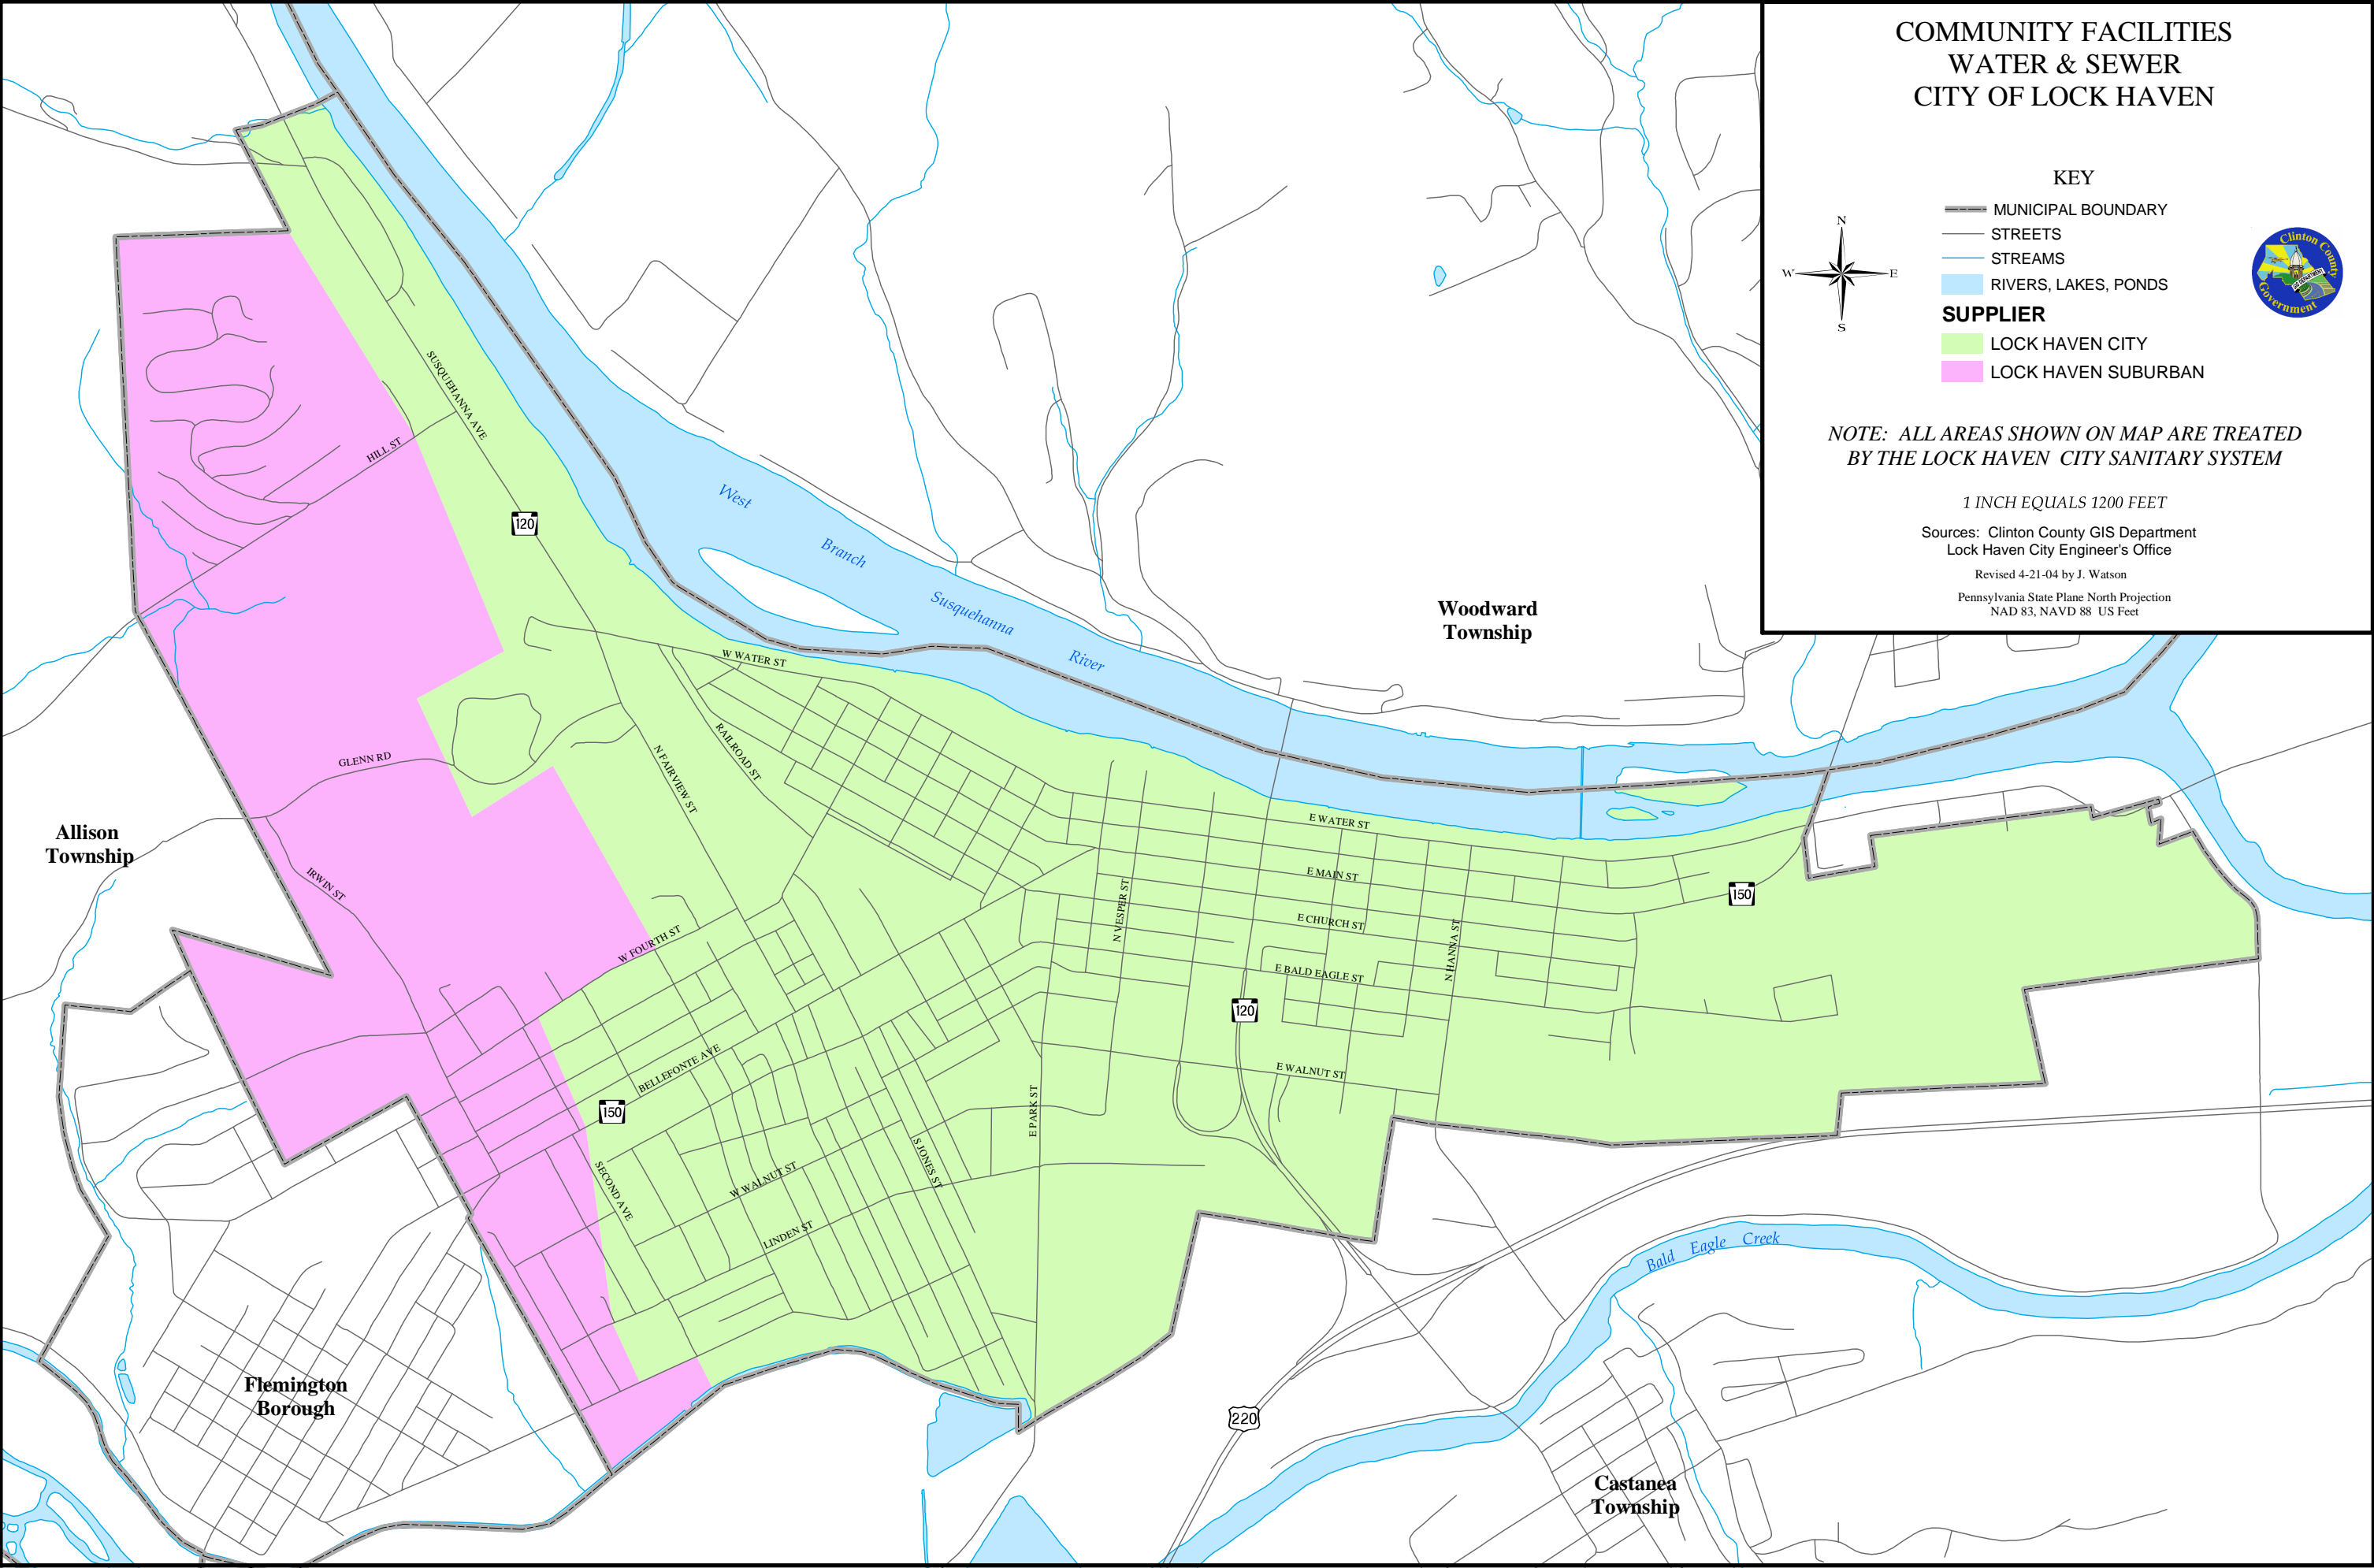 COMMUNITY FACILITIES
WATER & SEWER
CITY OF LOCK HAVEN
KEY
MUNICIPAL BOUNDARY
STREETS
STREAMS
RIVERS, LAKES, PONDS
SUPPLIER
LOCK HAVEN CITY
LOCK HAVEN SUBURBAN
N
W
E
S
Clinton County
Government
NOTE: ALL AREAS SHOWN ON MAP ARE TREATED
BY THE LOCK HAVEN CITY SANITARY SYSTEM
1 INCH EQUALS 1200 FEET
Sources: Clinton County GIS Department
Lock Haven City Engineer's Office
Revised 4-21-04 by J. Watson
Pennsylvania State Plane North Projection
NAD 83, NAVD 88 US Feet
SUSQUEHANNA AVE
HILL ST
120
West
Branch
Susquehanna
River
Woodward
Township
W WATER ST
RAILROAD ST
N FAIRVIEW ST
GLENN RD
Allison
Township
IRWIN ST
W FOURTH ST
E WATER ST
E MAIN ST
150
N VESPER ST
E CHURCH ST
N HANNA ST
E BALD EAGLE ST
120
E WALNUT ST
BELLEFONTE AVE
150
E PARK ST
S JONES ST
SECOND AVE
W WALNUT ST
LINDEN ST
Bald Eagle Creek
Flemington
Borough
220
Castanea
Township